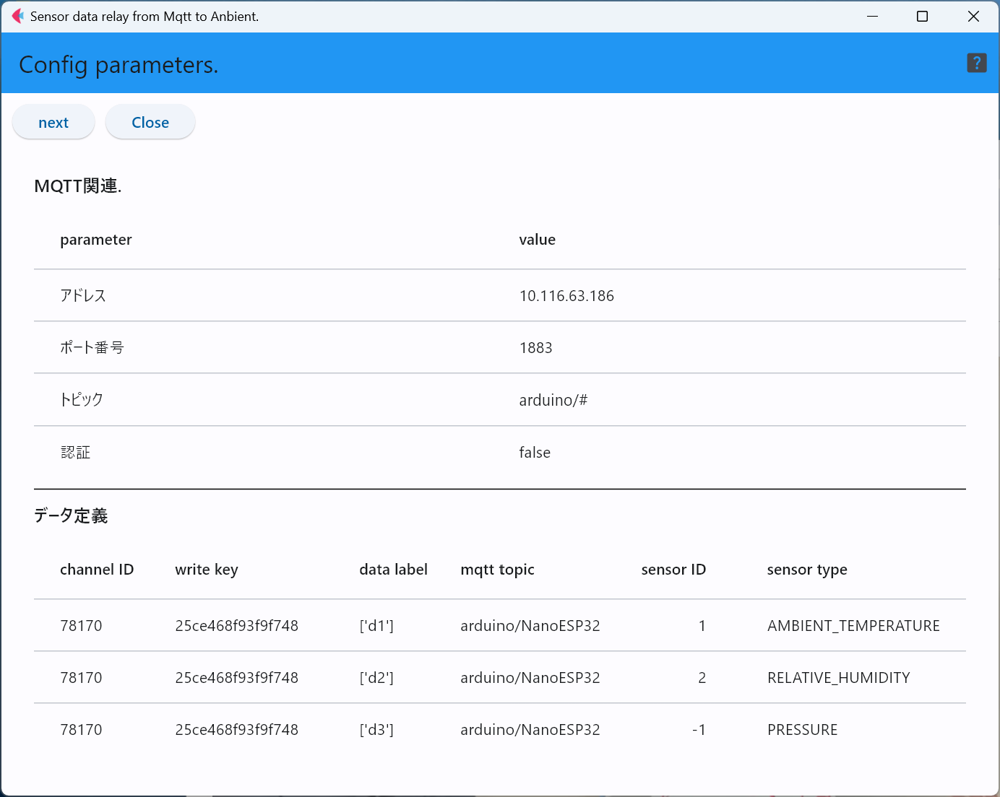 Sensor data relay from Mqtt to Anbient.
Config parameters.
?
next Close
MQTT関連.
parameter value
アドレス 10.116.63.186
ポート番号 1883
トピック arduino/#
認証 false
データ定義
channel ID write key data label mqtt topic sensor ID sensor type
78170 25ce468f93f9f748 ['d1'] arduino/NanoESP32 1 AMBIENT_TEMPERATURE
78170 25ce468f93f9f748 ['d2'] arduino/NanoESP32 2 RELATIVE_HUMIDITY
78170 25ce468f93f9f748 ['d3'] arduino/NanoESP32 -1 PRESSURE